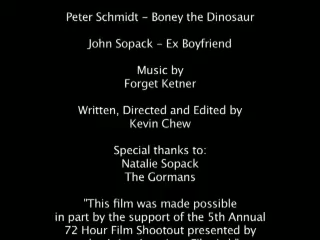 Peter Schmidt - Boney the Dinosaur
John Sopack - Ex Boyfriend
Music by
Forget Ketner
Written, Directed and Edited by
Kevin Chew
Special thanks to:
Natalie Sopack
The Gormans
"This film was made possible
in part by the support of the 5th Annual
72 Hour Film Shootout presented by